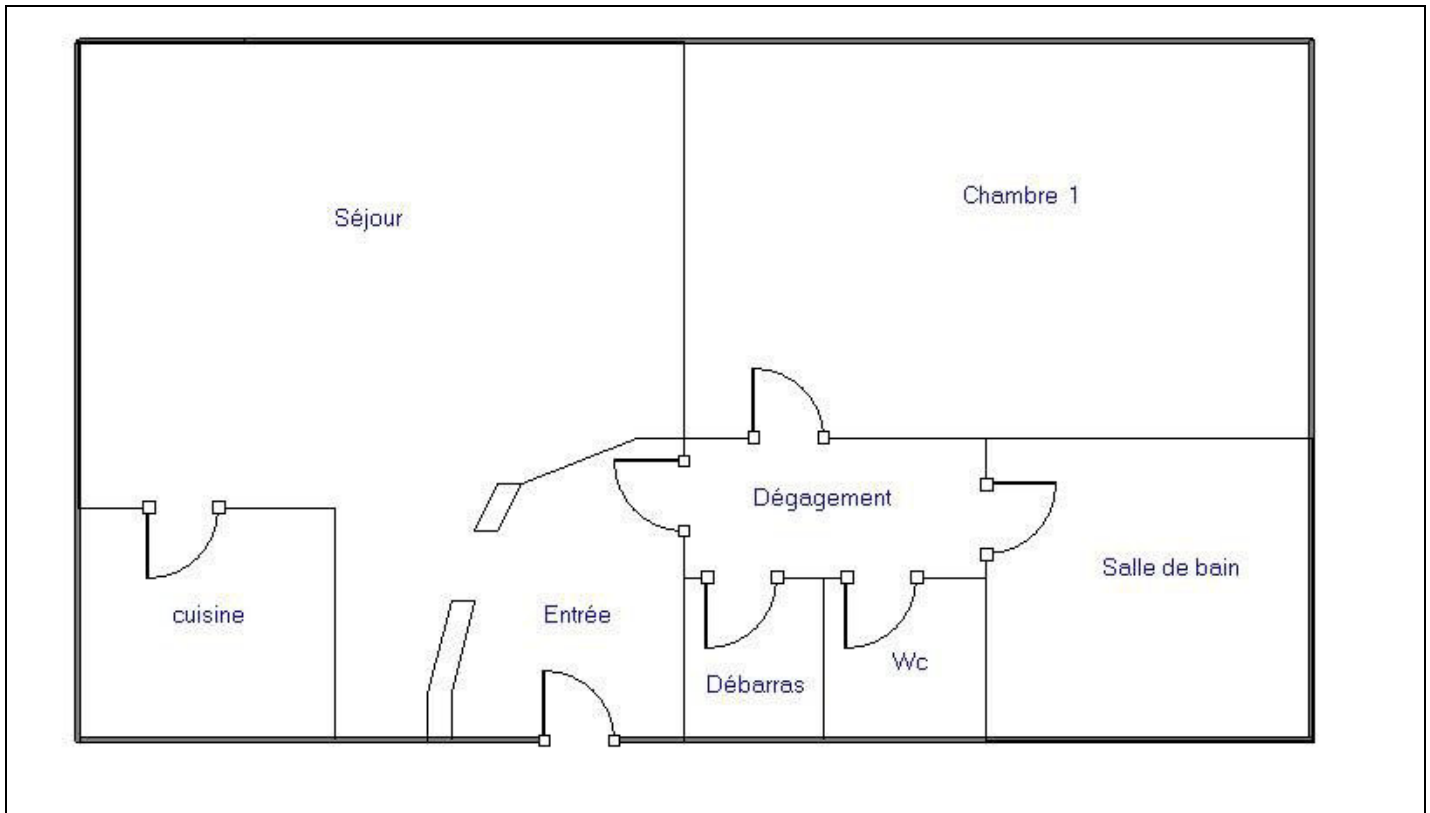 Chambre 1
Séjour
Dégagement
Salle de bain
cuisine
Entrée
Wc
Débarras